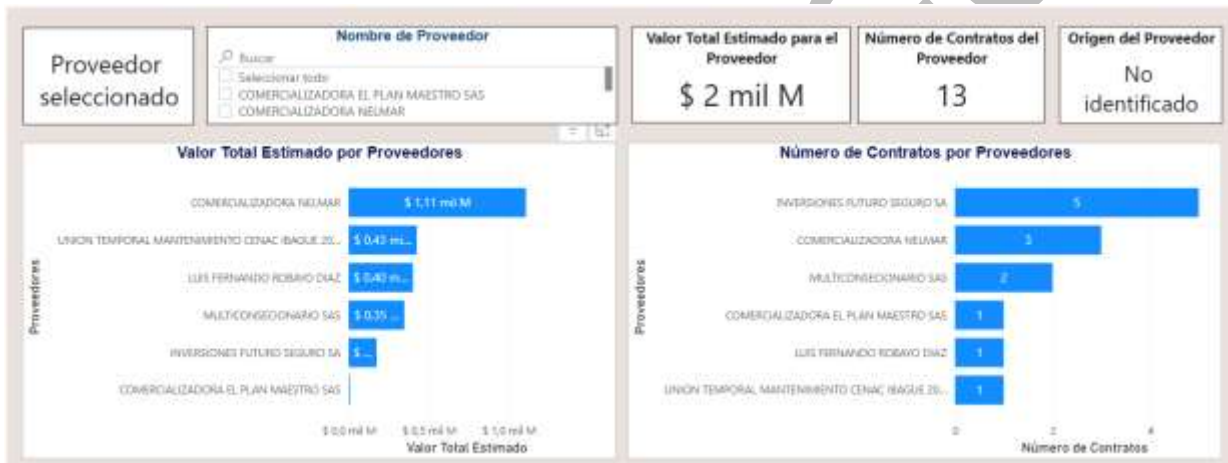 Proveedor
seleccionado
Nombre de Proveedor
Buscar
Seleccionar todo
COMERCIALIZADORA EL PLAN MAESTRO SAS
COMERCIALIZADORA NELMAR
Valor Total Estimado para el
Proveedor
$ 2 mil M
Número de Contratos del
Proveedor
13
Origen del Proveedor
No
identificado
Valor Total Estimado por Proveedores
Proveedores
COMERCIALIZADORA NELMAR
$ 1,11 mil M
UNION TEMPORAL MANTENIMIENTO CENAC IBAGUE 20...
$ 0,43 mi...
LUIS FERNANDO ROBAYO DIAZ
$ 0,40 m...
MULTICONSECIONARIO SAS
$ 0,35 ...
INVERSIONES FUTURO SEGURO SA
$ ...
COMERCIALIZADORA EL PLAN MAESTRO SAS
$ 0,0 mil M
$ 0,5 mil M
$ 1,0 mil M
Valor Total Estimado
Número de Contratos por Proveedores
Proveedores
INVERSIONES FUTURO SEGURO SA
5
COMERCIALIZADORA NELMAR
3
MULTICONSECIONARIO SAS
2
COMERCIALIZADORA EL PLAN MAESTRO SAS
1
LUIS FERNANDO ROBAYO DIAZ
1
UNION TEMPORAL MANTENIMIENTO CENAC IBAGUE 20...
1
0
2
4
Número de Contratos